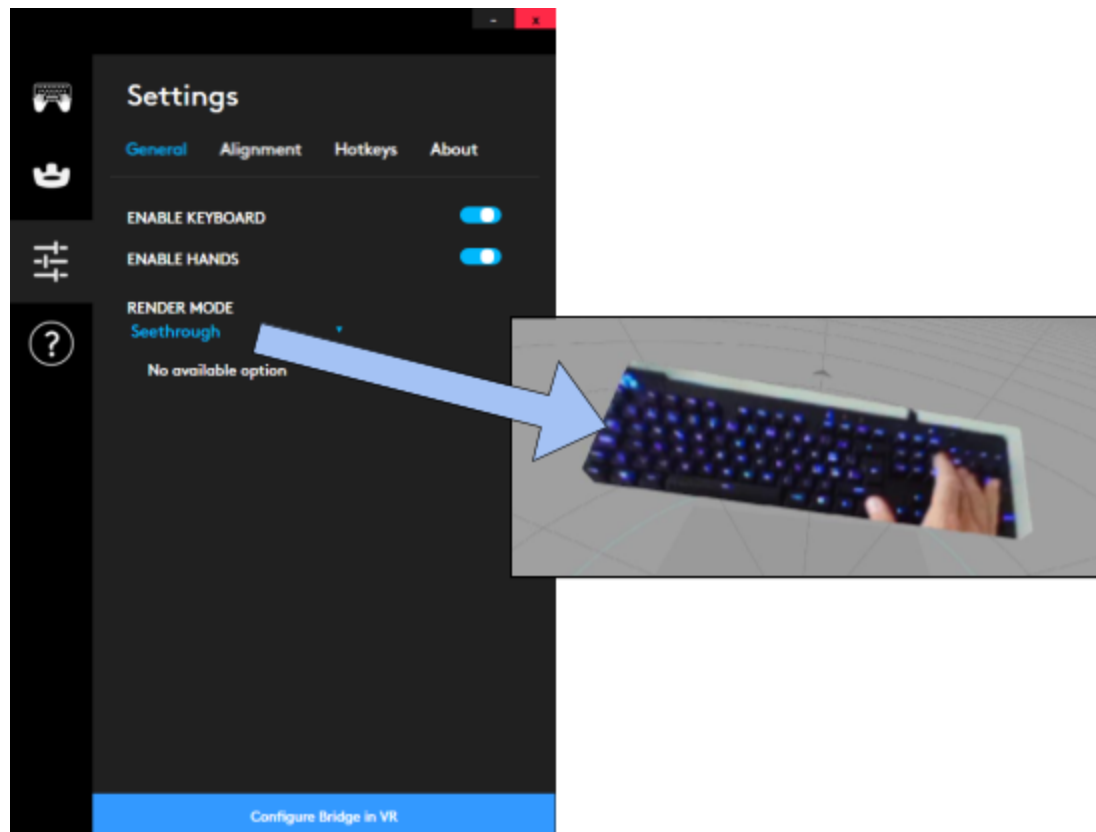 - x
Settings
General Alignment Hotkeys About
ENABLE KEYBOARD
ENABLE HANDS
RENDER MODE
Seethrough
No available option
?
Configure Bridge in VR